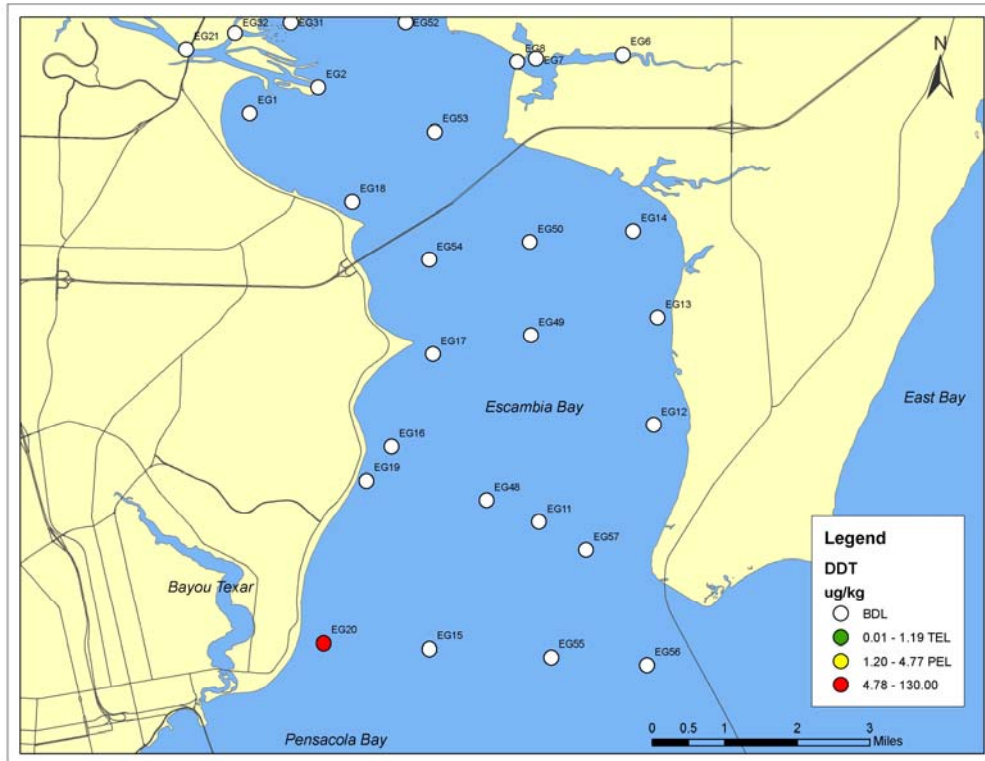 EG31
EG52
EG32
EG21
EG8
EG7
EG6
N
EG2
EG1
EG53
EG18
EG14
EG50
EG54
EG13
EG49
EG17
Escambia Bay
East Bay
EG12
EG16
EG19
EG48
EG11
EG57
Bayou Texar
EG20
EG15
EG55
EG56
Pensacola Bay
Legend
DDT
ug/kg
BDL
0.01 - 1.19 TEL
1.20 - 4.77 PEL
4.78 - 130.00
0 0.5 1 2 3
Miles